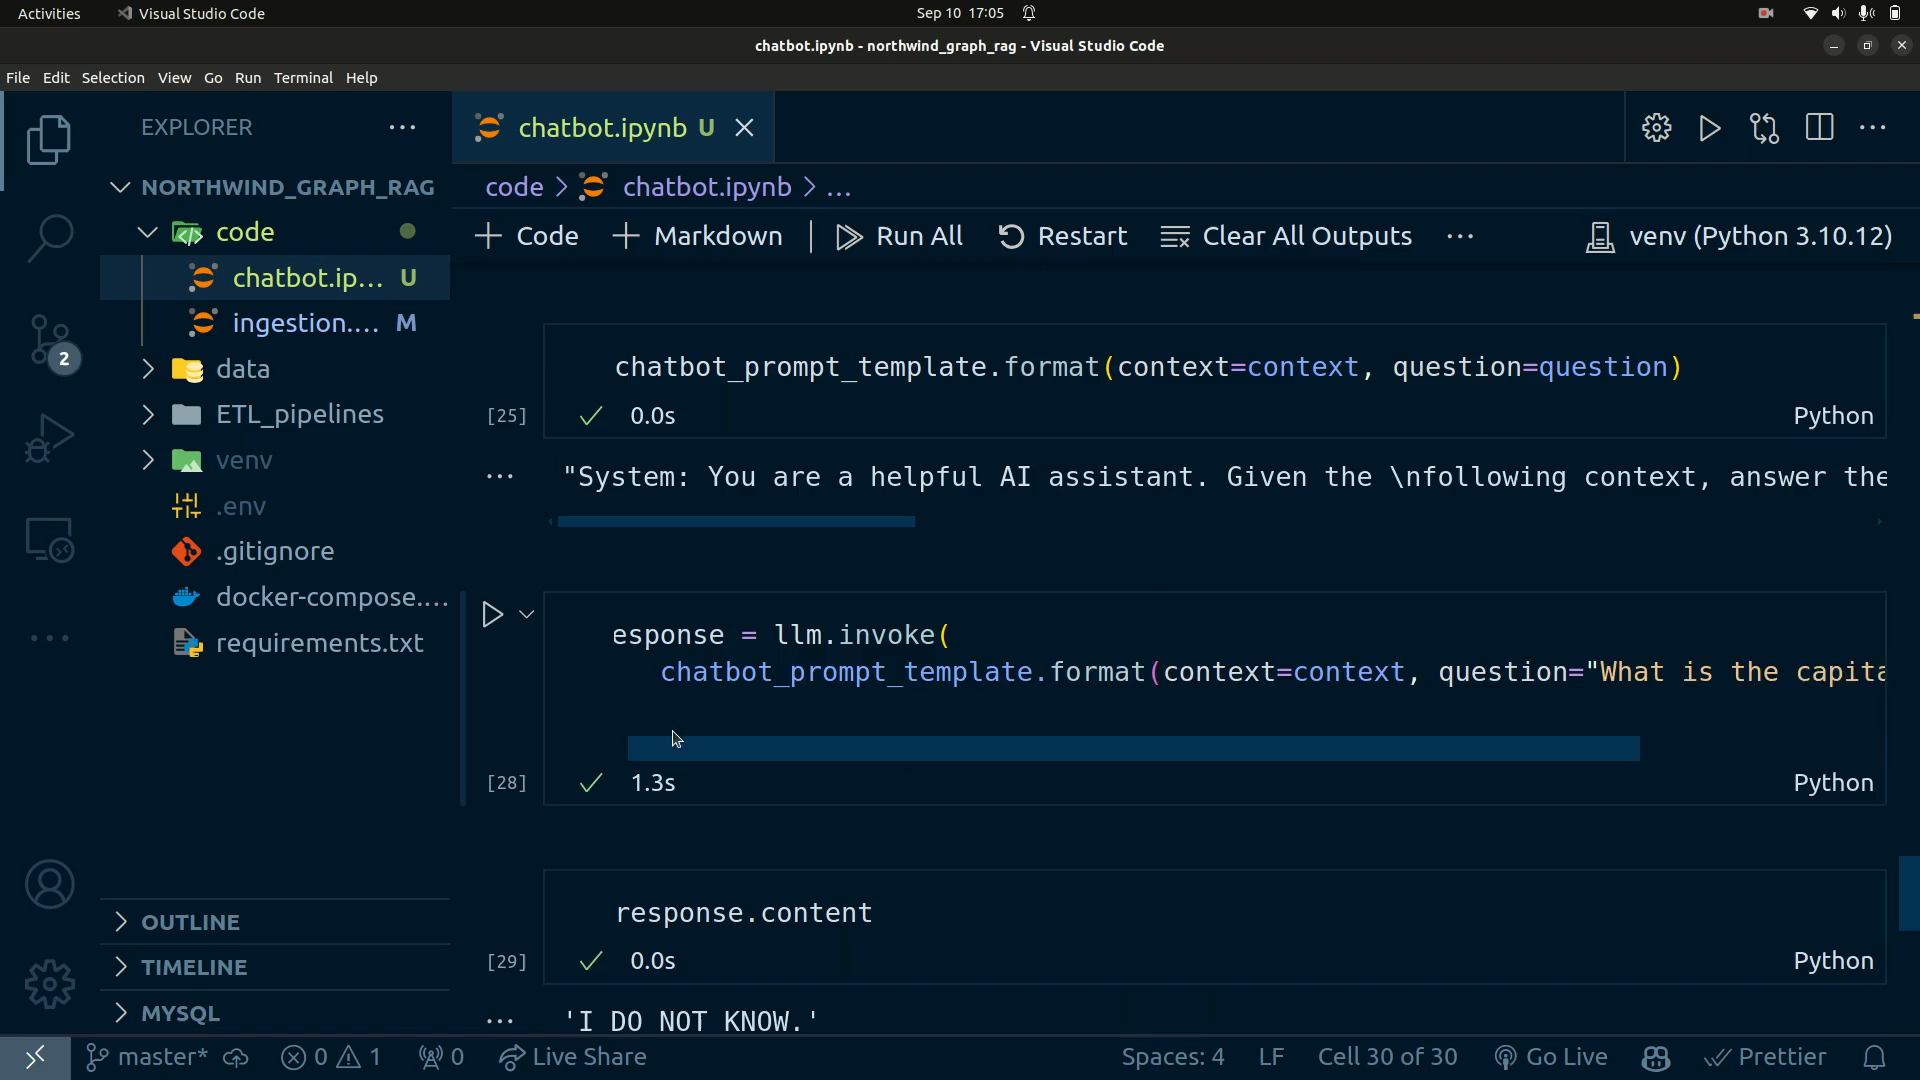 Activities
Visual Studio Code
Sep 10 17:05
chatbot.ipynb - northwind_graph_rag - Visual Studio Code
File Edit Selection View Go Run Terminal Help
EXPLORER ...
NORTHWIND_GRAPH_RAG
code
chatbot.ip... U
ingestion.... M
data
ETL_pipelines
venv
.env
.gitignore
docker-compose....
requirements.txt
2
OUTLINE
TIMELINE
MYSQL
chatbot.ipynb U
code > chatbot.ipynb > ...
+ Code + Markdown | Run All Restart Clear All Outputs ... venv (Python 3.10.12)
chatbot_prompt_template.format(context=context, question=question)
[25] ✓ 0.0s Python
... "System: You are a helpful AI assistant. Given the \nfollowing context, answer the
esponse = llm.invoke(
chatbot_prompt_template.format(context=context, question="What is the capita
[28] ✓ 1.3s Python
response.content
[29] ✓ 0.0s Python
... 'I DO NOT KNOW.'
master* 0 1 0 Live Share Spaces: 4 LF Cell 30 of 30 Go Live Prettier